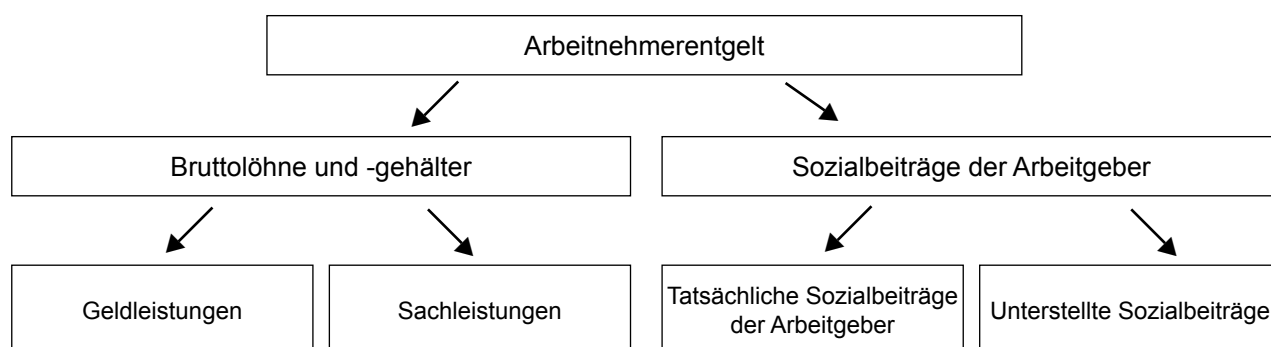 Arbeitnehmerentgelt
Bruttolöhne und -gehälter
Sozialbeiträge der Arbeitgeber
Geldleistungen
Sachleistungen
Tatsächliche Sozialbeiträge
der Arbeitgeber
Unterstellte Sozialbeiträge